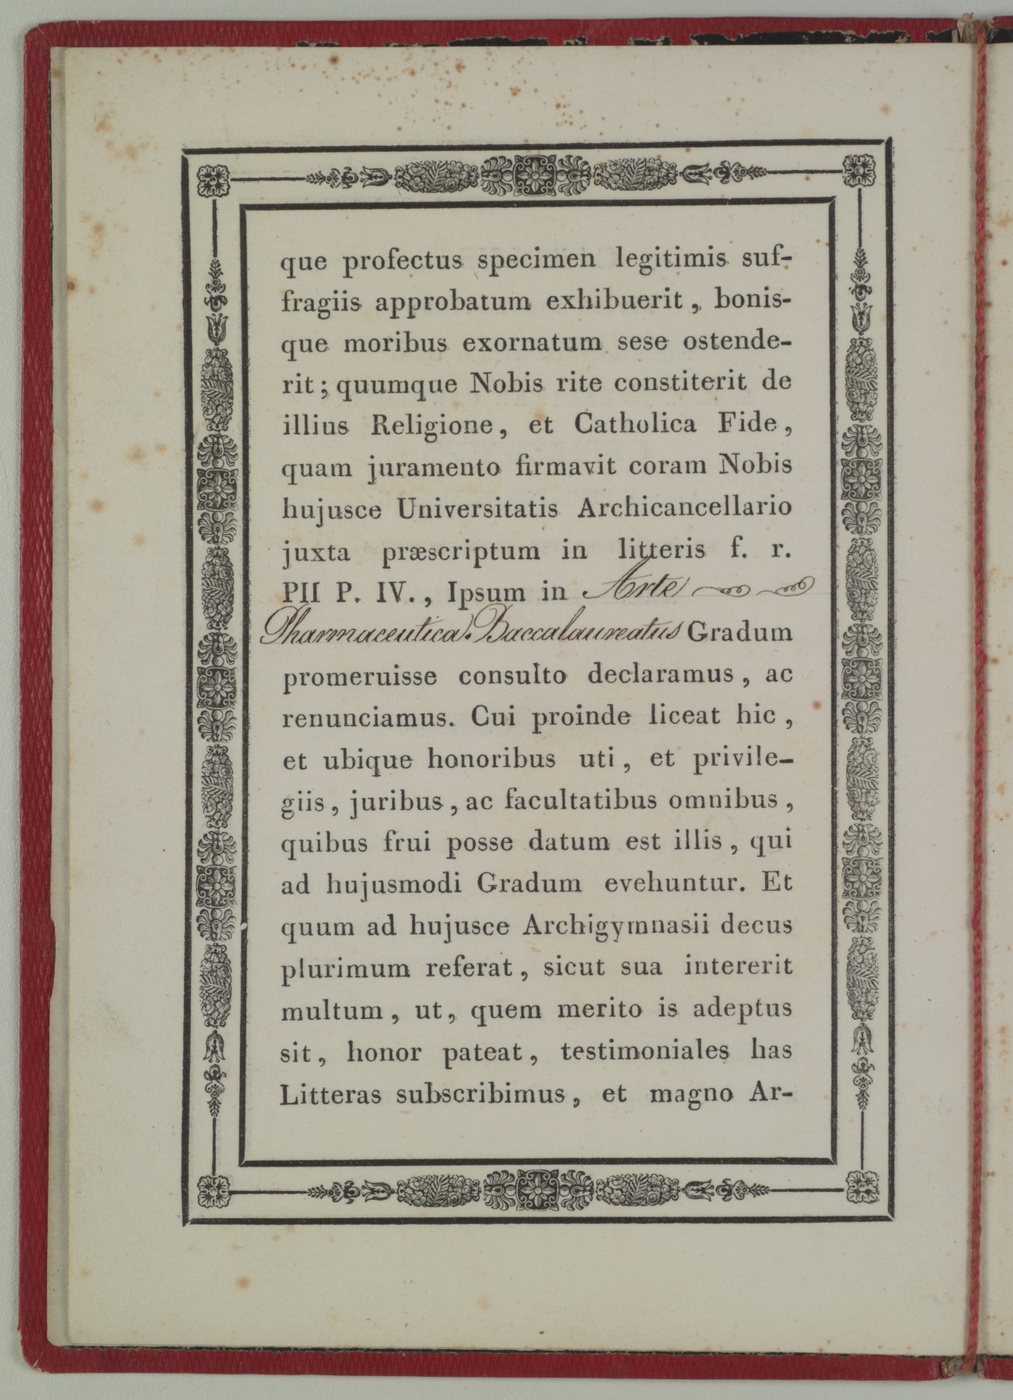 que profectus specimen legitimis suf-
fragiis approbatum exhibuerit, bonis-
que moribus exornatum sese ostende-
rit; quumque Nobis rite constiterit de
illius Religione, et Catholica Fide,
quam juramento firmavit coram Nobis
hujusce Universitatis Archicancellario
juxta præscriptum in litteris f. r.
PII P. IV., Ipsum in Arte
Pharmaceutica Baccalaureatus Gradum
promeruisse consulto declaramus, ac
renunciamus. Cui proinde liceat hic,
et ubique honoribus uti, et privile-
giis, juribus, ac facultatibus omnibus,
quibus frui posse datum est illis, qui
ad hujusmodi Gradum evehuntur. Et
quum ad hujusce Archigymnasii decus
plurimum referat, sicut sua intererit
multum, ut, quem merito is adeptus
sit, honor pateat, testimoniales has
Litteras subscribimus, et magno Ar-